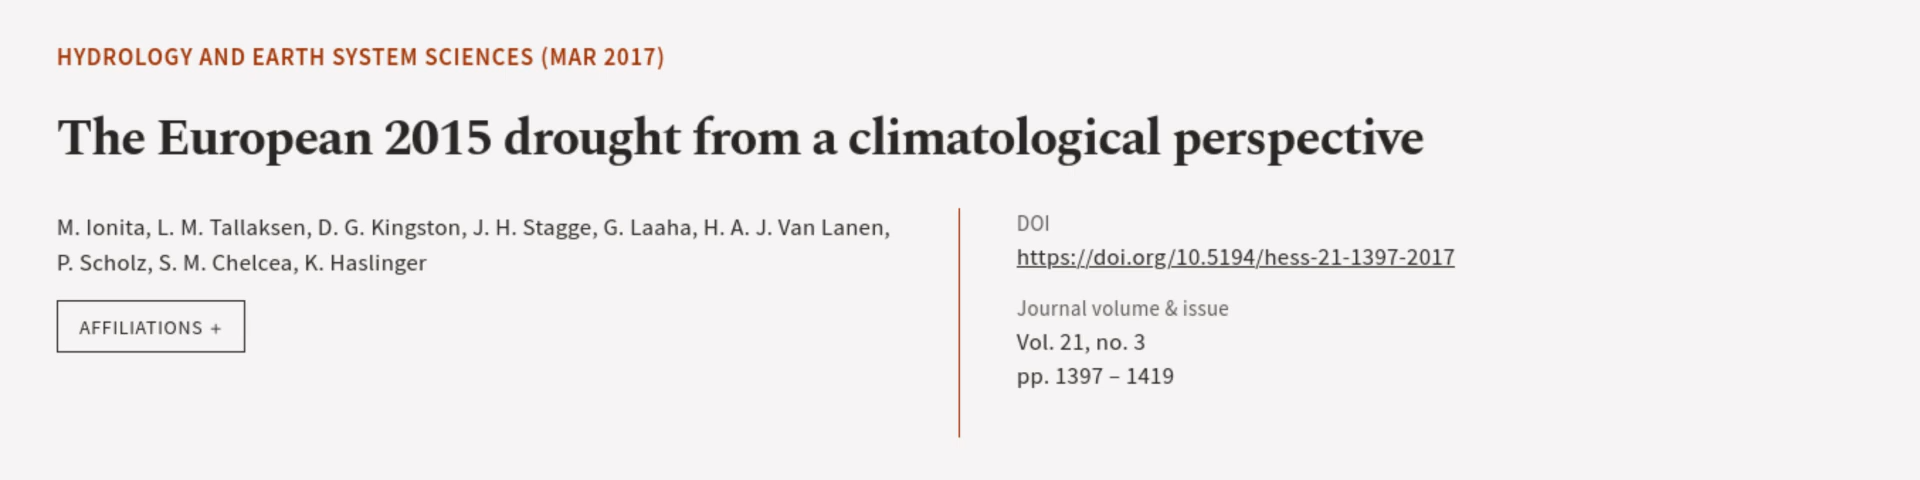 HYDROLOGY AND EARTH SYSTEM SCIENCES (MAR 2017)
The European 2015 drought from a climatological perspective
M. Ionita, L. M. Tallaksen, D. G. Kingston, J. H. Stagge, G. Laaha, H. A. J. Van Lanen,
P. Scholz, S. M. Chelcea, K. Haslinger
AFFILIATIONS +
DOI
https://doi.org/10.5194/hess-21-1397-2017
Journal volume & issue
Vol. 21, no. 3
pp. 1397 – 1419